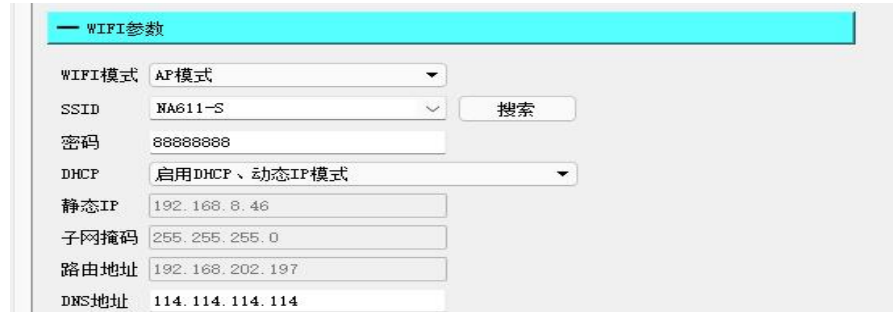 WIFI参数
WIFI模式 AP模式
SSID NA611-S 搜索
密码 88888888
DHCP 启用DHCP、动态IP模式
静态IP 192.168.8.46
子网掩码 255.255.255.0
路由地址 192.168.202.197
DNS地址 114.114.114.114